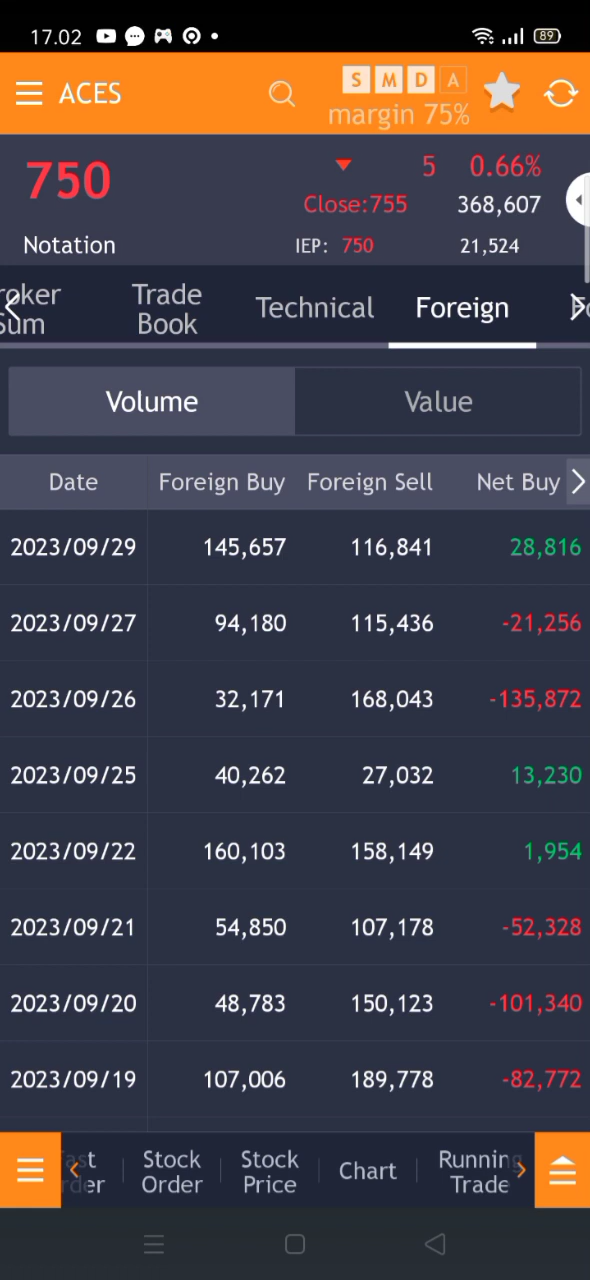 17.02 89
ACES S M D A
margin 75%
750 5 0.66%
Close:755 368,607
Notation IEP: 750 21,524
roker Sum Trade Book Technical Foreign
Volume Value
Date Foreign Buy Foreign Sell Net Buy
2023/09/29 145,657 116,841 28,816
2023/09/27 94,180 115,436 -21,256
2023/09/26 32,171 168,043 -135,872
2023/09/25 40,262 27,032 13,230
2023/09/22 160,103 158,149 1,954
2023/09/21 54,850 107,178 -52,328
2023/09/20 48,783 150,123 -101,340
2023/09/19 107,006 189,778 -82,772
Stock Order Stock Price Chart Running Trade